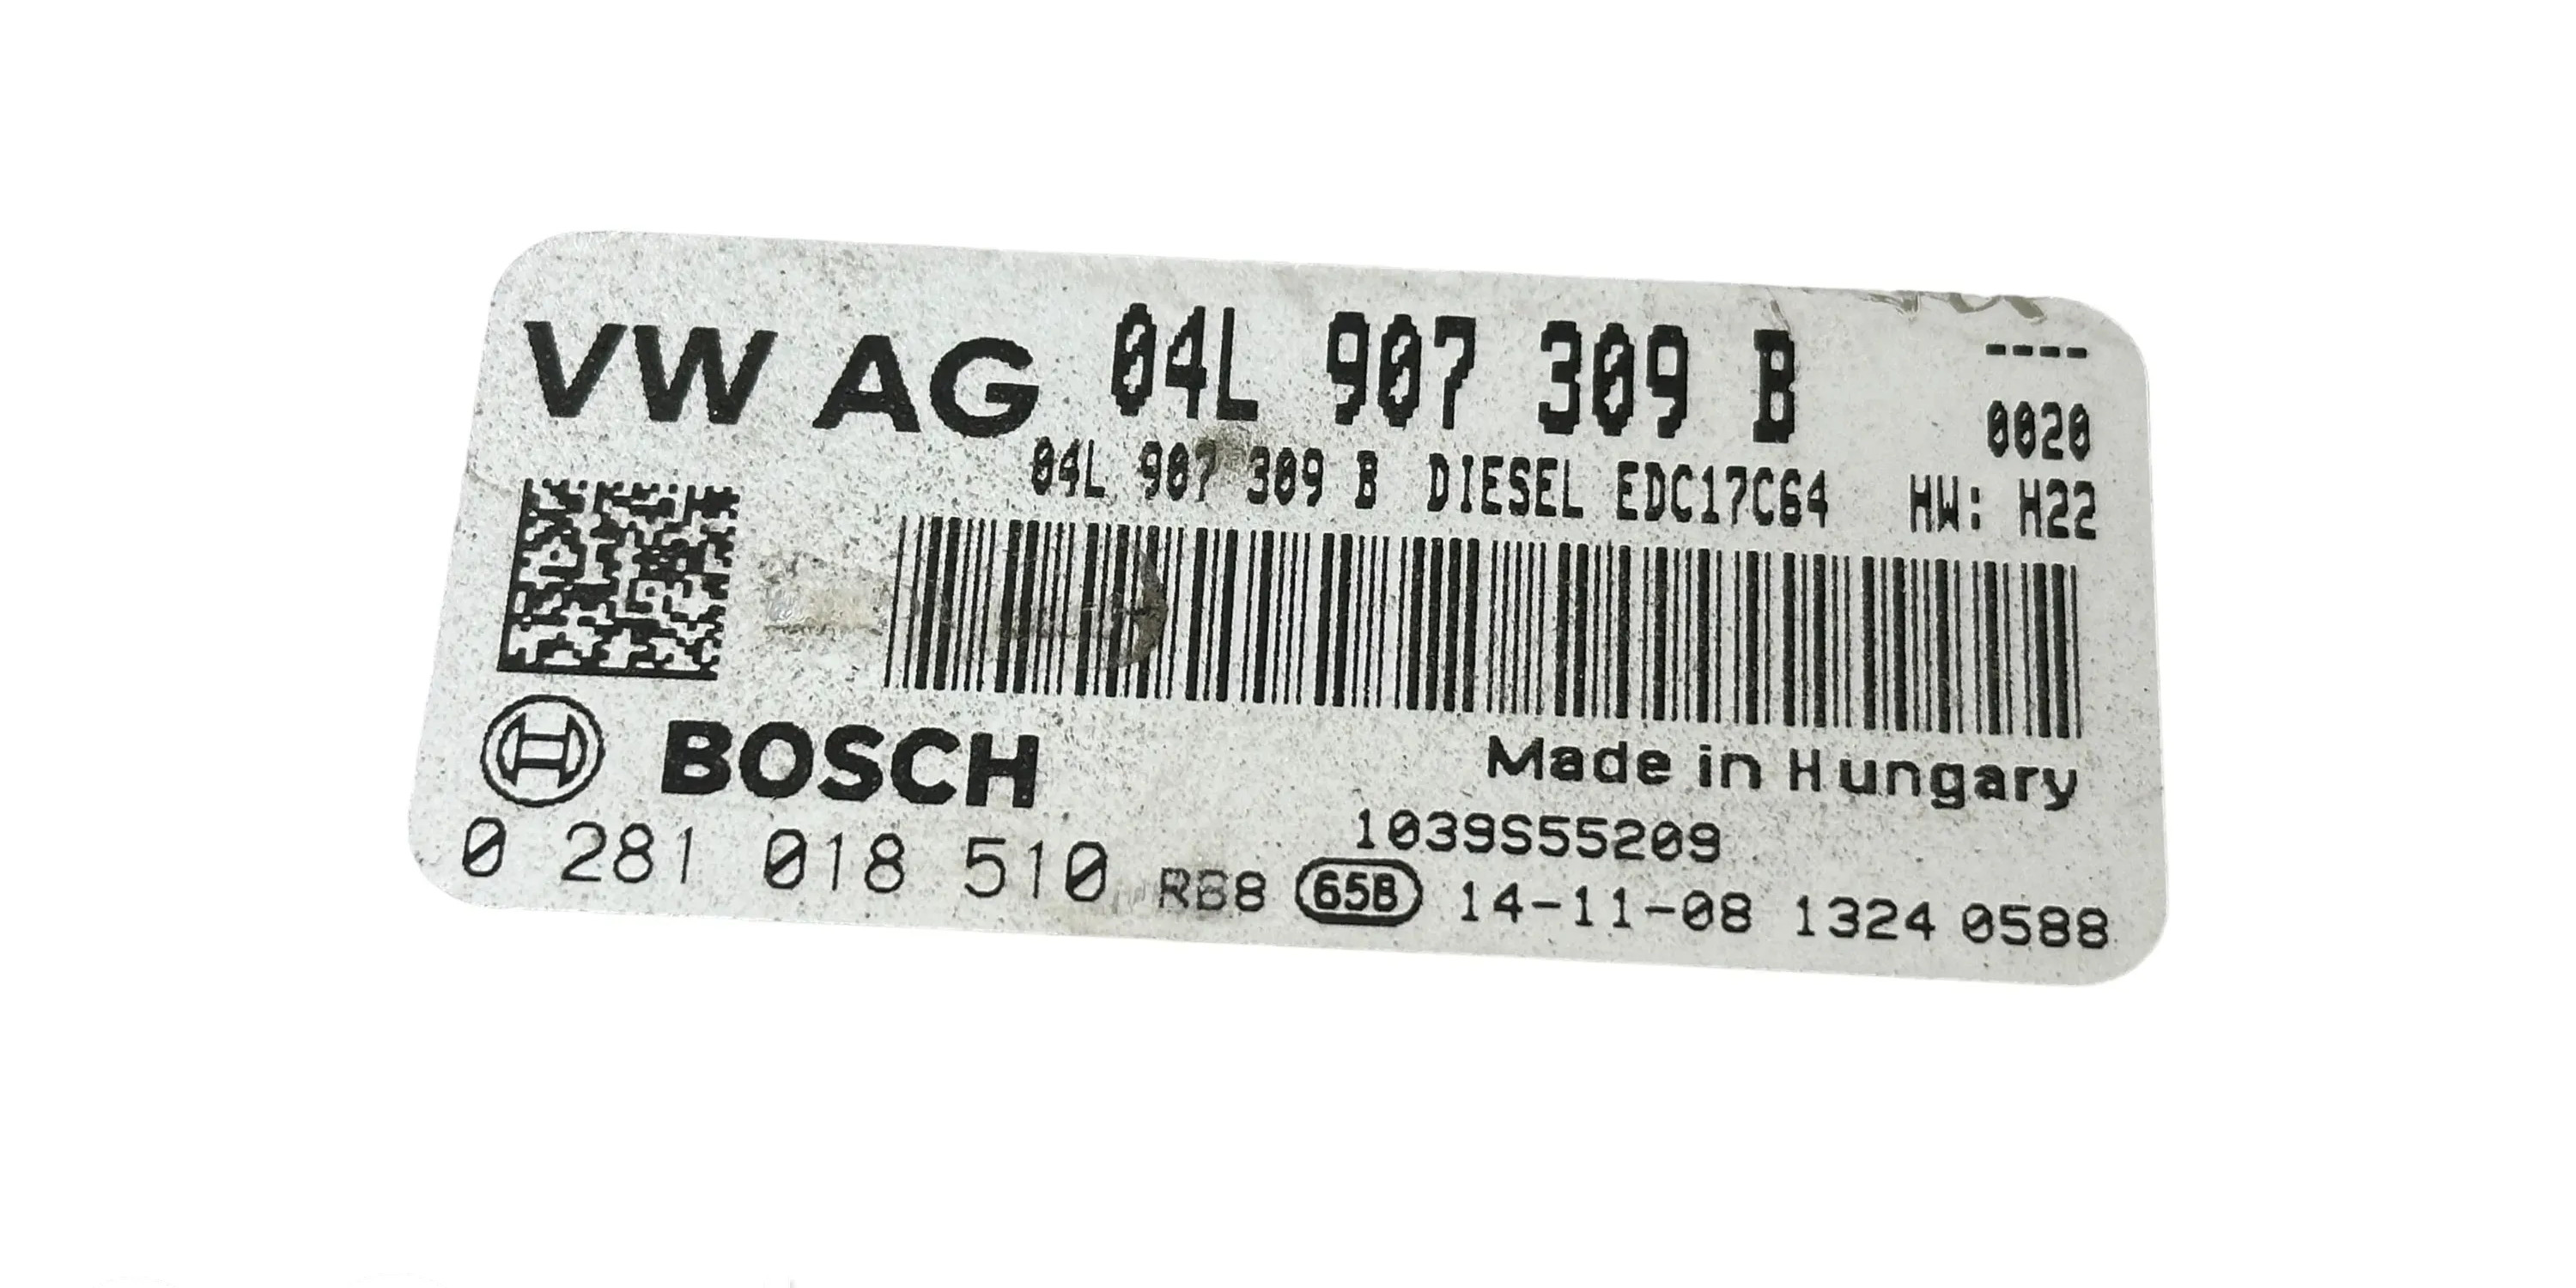 VW AG 04L 907 309 B ----
0020
04L 907 309 B DIESEL EDC17C64 HW: H22
BOSCH
Made in Hungary
1039S55209
0 281 018 510 RB8 65B 14-11-08 1324 0588